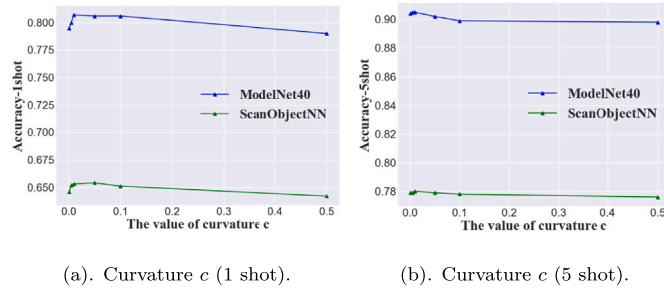 0.800
0.775
0.750
0.725
0.700
0.675
0.650
Accuracy-1shot
ModelNet40
ScanObjectNN
0.0 0.1 0.2 0.3 0.4 0.5
The value of curvature c
0.90
0.88
0.86
0.84
0.82
0.80
0.78
Accuracy-5shot
ModelNet40
ScanObjectNN
0.0 0.1 0.2 0.3 0.4 0.5
The value of curvature c
(a). Curvature c (1 shot).
(b). Curvature c (5 shot).